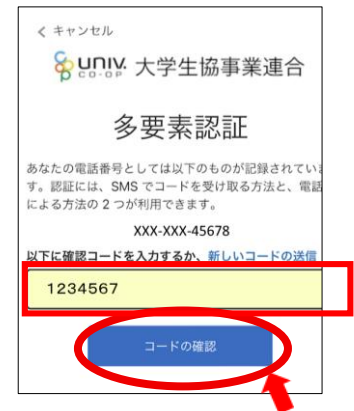 < キャンセル
univ. CO-OP 大学生協事業連合
多要素認証
あなたの電話番号としては以下のものが記録されてい
す。認証には、SMS でコードを受け取る方法と、電話
による方法の 2 つが利用できます。
XXX-XXX-45678
以下に確認コードを入力するか、新しいコードの送信
1234567
コードの確認